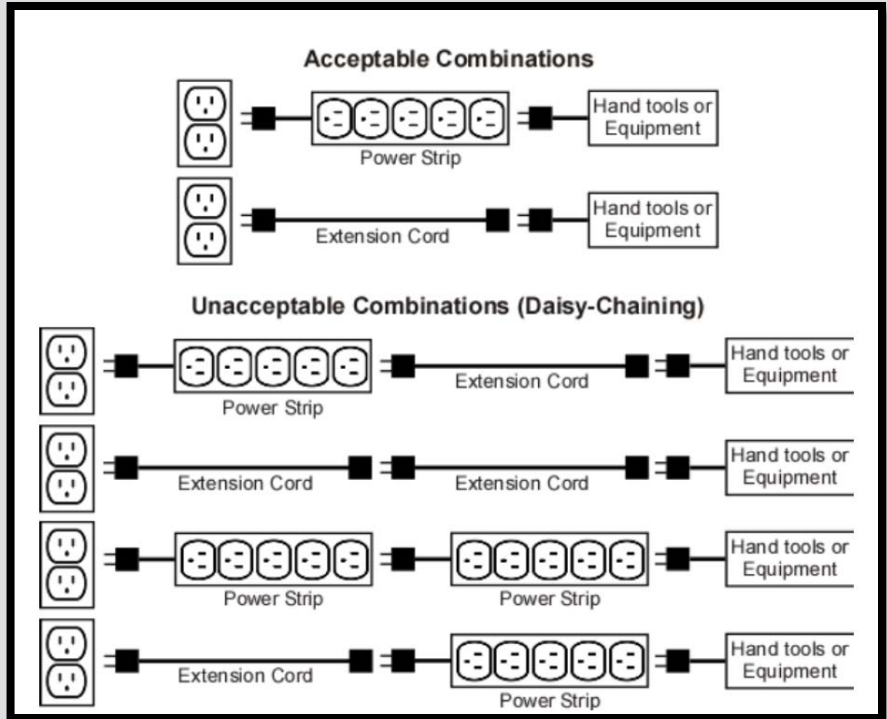 Acceptable Combinations
Hand tools or
Equipment
Power Strip
Hand tools or
Equipment
Extension Cord
Unacceptable Combinations (Daisy-Chaining)
Hand tools or
Equipment
Extension Cord
Power Strip
Hand tools or
Equipment
Extension Cord
Extension Cord
Hand tools or
Equipment
Power Strip
Power Strip
Hand tools or
Equipment
Extension Cord
Power Strip